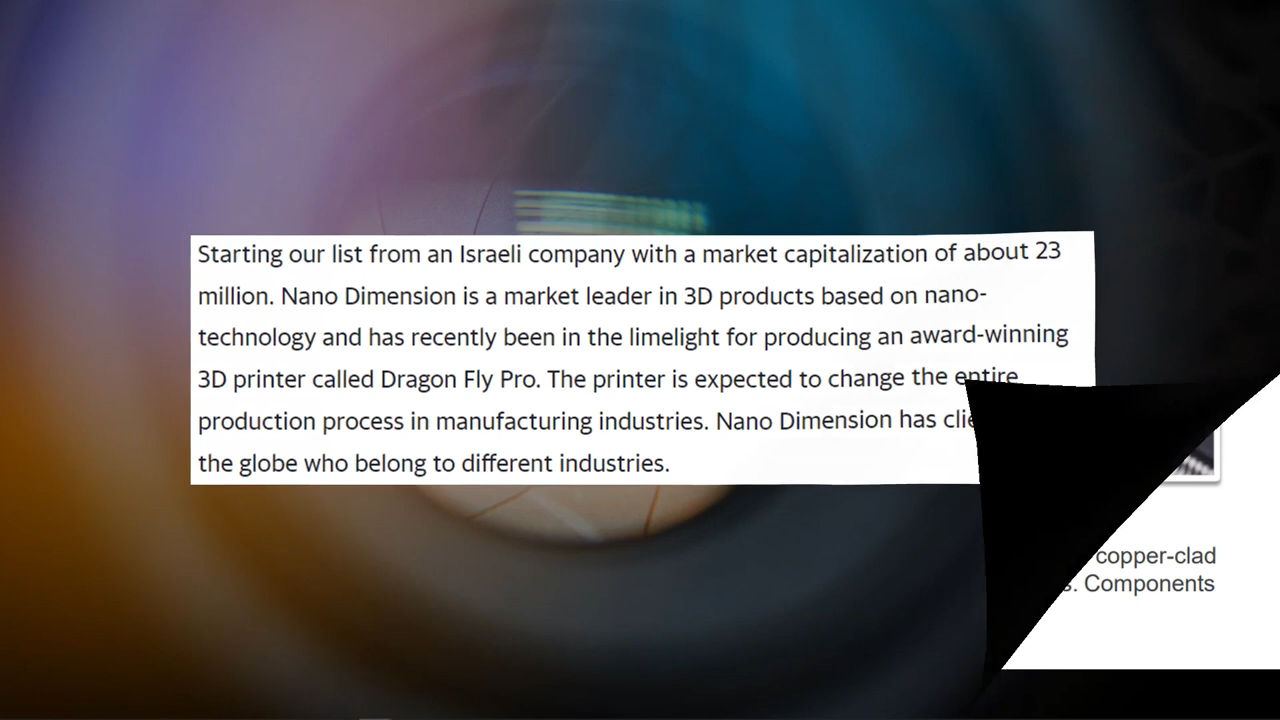 Starting our list from an Israeli company with a market capitalization of about 23
million. Nano Dimension is a market leader in 3D products based on nano-
technology and has recently been in the limelight for producing an award-winning
3D printer called Dragon Fly Pro. The printer is expected to change the entire
production process in manufacturing industries. Nano Dimension has
the globe who belong to different industries.
copper-clad
Components